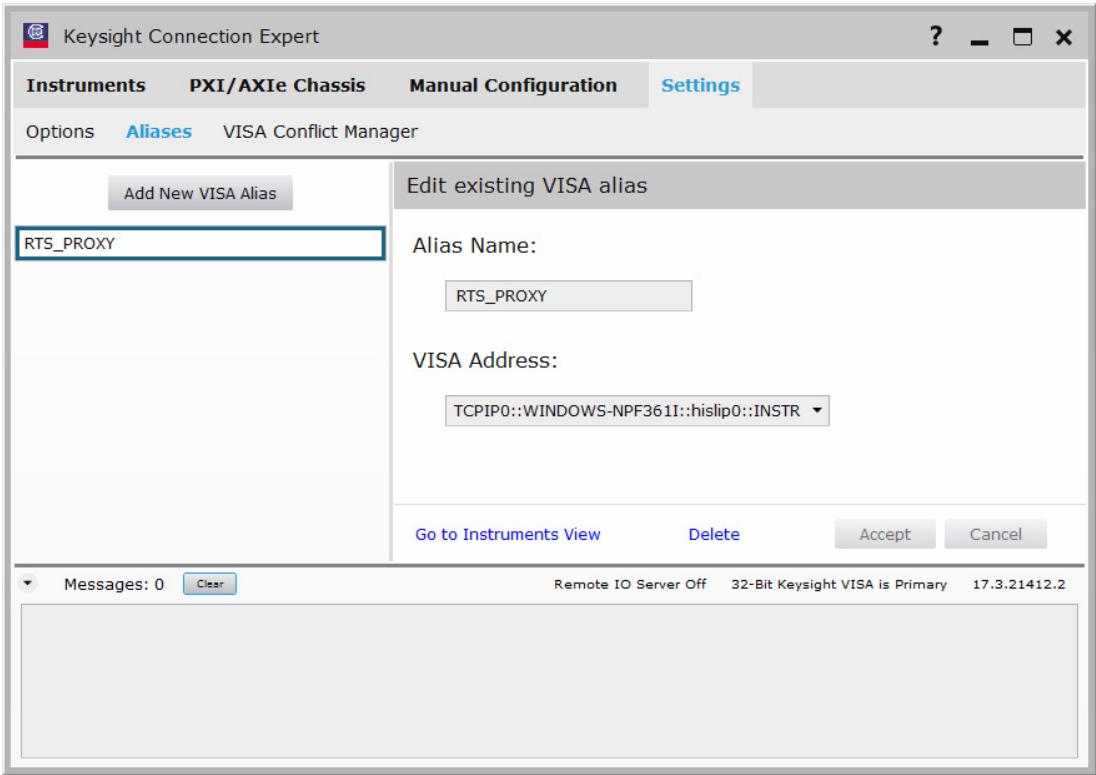 Keysight Connection Expert ?
Instruments PXI/AXIe Chassis Manual Configuration Settings
Options Aliases VISA Conflict Manager
Add New VISA Alias
RTS_PROXY
Edit existing VISA alias
Alias Name:
RTS_PROXY
VISA Address:
TCPIP0::WINDOWS-NPF361I::hislip0::INSTR
Go to Instruments View Delete Accept Cancel
Messages: 0 Clear Remote IO Server Off 32-Bit Keysight VISA is Primary 17.3.21412.2